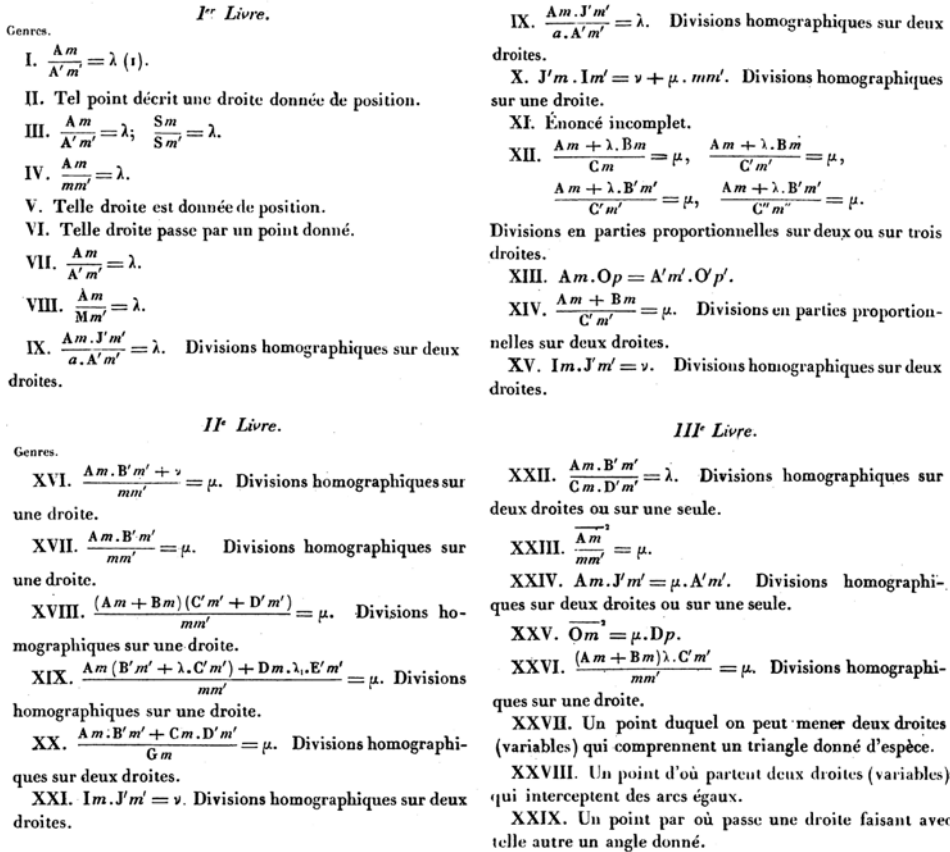 Ier Livre.
Genres.
I. Am/A′m′ = λ (1).
II. Tel point décrit une droite donnée de position.
III. Am/A′m′ = λ; Sm/Sm′ = λ.
IV. Am/mm′ = λ.
V. Telle droite est donnée de position.
VI. Telle droite passe par un point donné.
VII. Am/A′m′ = λ.
VIII. Am/Mm′ = λ.
IX. Am.J′m′/a.A′m′ = λ. Divisions homographiques sur deux
droites.
IX. Am.J′m′/a.A′m′ = λ. Divisions homographiques sur deux
droites.
X. J′m.Im′ = ν + μ.mm′. Divisions homographiques
sur une droite.
XI. Énoncé incomplet.
XII. Am + λ.Bm/Cm = μ, Am + λ.Bm/C′m′ = μ,
Am + λ.B′m′/C′m′ = μ, Am + λ.B′m′/C″m″ = μ.
Divisions en parties proportionnelles sur deux ou sur trois
droites.
XIII. Am.Op = A′m′.O′p′.
XIV. Am + Bm/C′m′ = μ. Divisions en parties proportion-
nelles sur deux droites.
XV. Im.J′m′ = ν. Divisions homographiques sur deux
droites.
IIe Livre.
Genres.
XVI. Am.B′m′ + ν/mm′ = μ. Divisions homographiques sur
une droite.
XVII. Am.B′m′/mm′ = μ. Divisions homographiques sur
une droite.
XVIII. (Am + Bm)(C′m′ + D′m′)/mm′ = μ. Divisions ho-
mographiques sur une droite.
XIX. Am(B′m′ + λ.C′m′) + Dm.λ₁.E′m′/mm′ = μ. Divisions
homographiques sur une droite.
XX. Am.B′m′ + Cm.D′m′/Gm = μ. Divisions homographi-
ques sur deux droites.
XXI. Im.J′m′ = ν. Divisions homographiques sur deux
droites.
IIIe Livre.
XXII. Am.B′m′/Cm.D′m′ = λ. Divisions homographiques sur
deux droites ou sur une seule.
XXIII. Am²/mm′ = μ.
XXIV. Am.J′m′ = μ.A′m′. Divisions homographi-
ques sur deux droites ou sur une seule.
XXV. Om² = μ.Dp.
XXVI. (Am + Bm)λ.C′m′/mm′ = μ. Divisions homographi-
ques sur une droite.
XXVII. Un point duquel on peut mener deux droites
(variables) qui comprennent un triangle donné d'espèce.
XXVIII. Un point d'où partent deux droites (variables)
qui interceptent des arcs égaux.
XXIX. Un point par où passe une droite faisant avec
telle autre un angle donné.